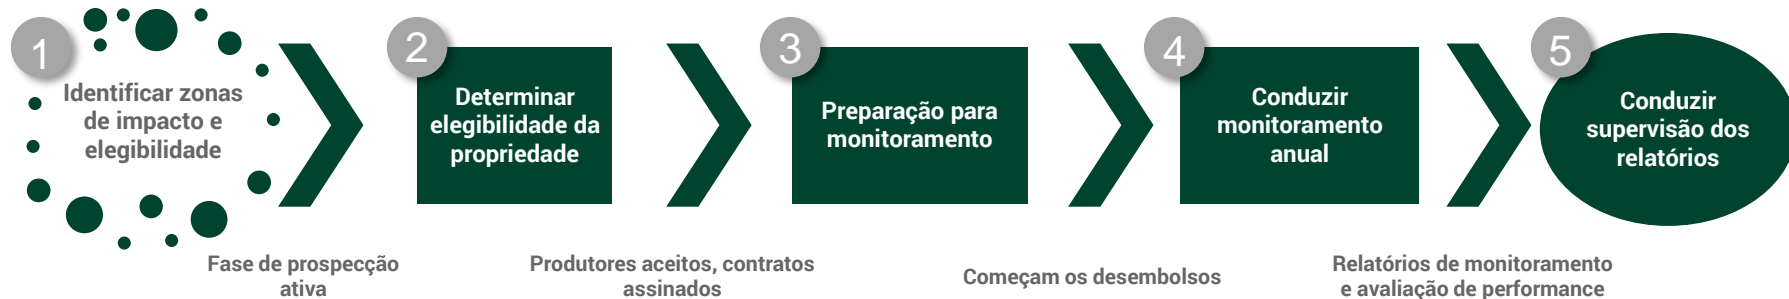 1
Identificar zonas
de impacto e
elegibilidade
2
Determinar
elegibilidade da
propriedade
3
Preparação para
monitoramento
4
Conduzir
monitoramento
anual
5
Conduzir
supervisão dos
relatórios
Fase de prospecção
ativa
Produtores aceitos, contratos
assinados
Começam os desembolsos
Relatórios de monitoramento
e avaliação de performance